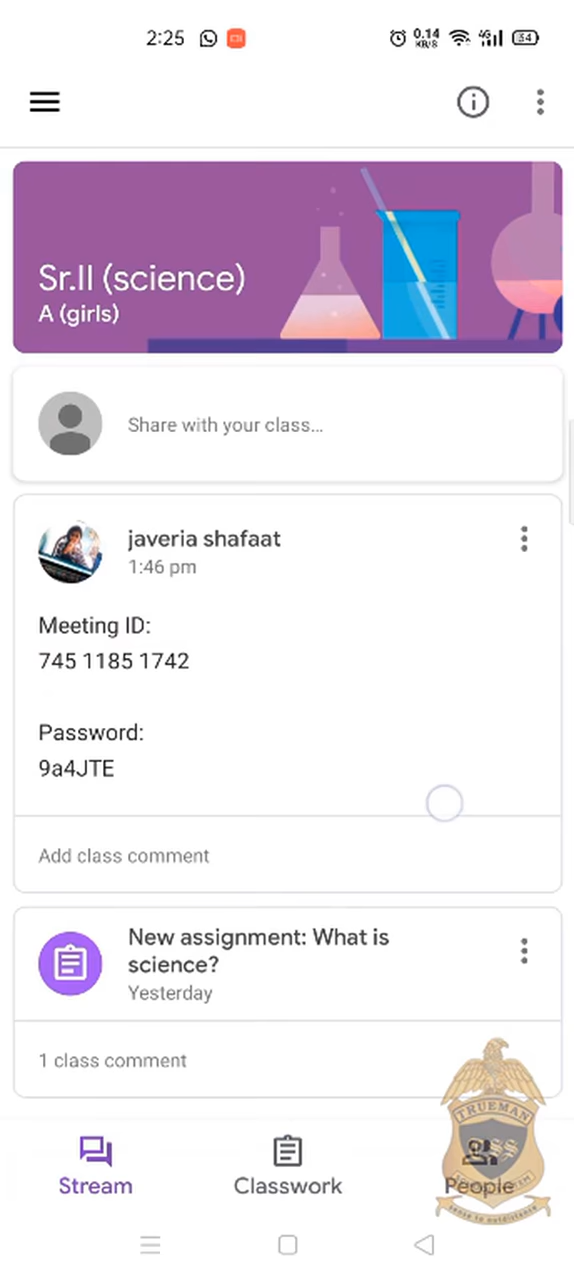 2:25
0.14
KB/S
4G
54
Sr.II (science)
A (girls)
Share with your class...
javeria shafaat
1:46 pm
Meeting ID:
745 1185 1742
Password:
9a4JTE
Add class comment
New assignment: What is
science?
Yesterday
1 class comment
TRUEMAN
Stream
Classwork
People